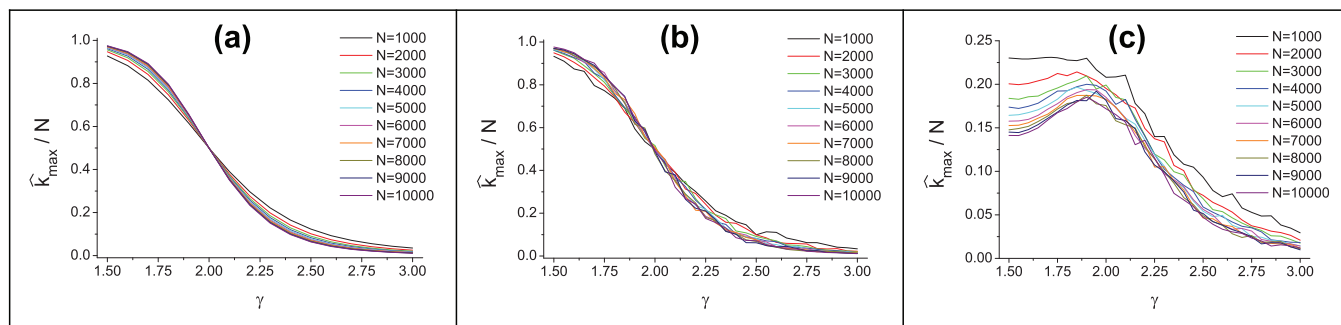 (a)
1.0
0.8
0.6
0.4
0.2
0.0
k̂max / N
1.50 1.75 2.00 2.25 2.50 2.75 3.00
γ
N=1000
N=2000
N=3000
N=4000
N=5000
N=6000
N=7000
N=8000
N=9000
N=10000
(b)
1.0
0.8
0.6
0.4
0.2
0.0
k̂max / N
1.50 1.75 2.00 2.25 2.50 2.75 3.00
γ
N=1000
N=2000
N=3000
N=4000
N=5000
N=6000
N=7000
N=8000
N=9000
N=10000
(c)
0.25
0.20
0.15
0.10
0.05
0.00
k̂max / N
1.50 1.75 2.00 2.25 2.50 2.75 3.00
γ
N=1000
N=2000
N=3000
N=4000
N=5000
N=6000
N=7000
N=8000
N=9000
N=10000